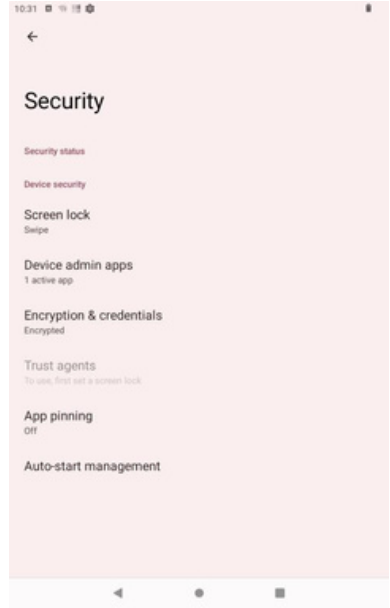 10:31
Security
Security status
Device security
Screen lock
Swipe
Device admin apps
1 active app
Encryption & credentials
Encrypted
Trust agents
To use, first set a screen lock
App pinning
Off
Auto-start management